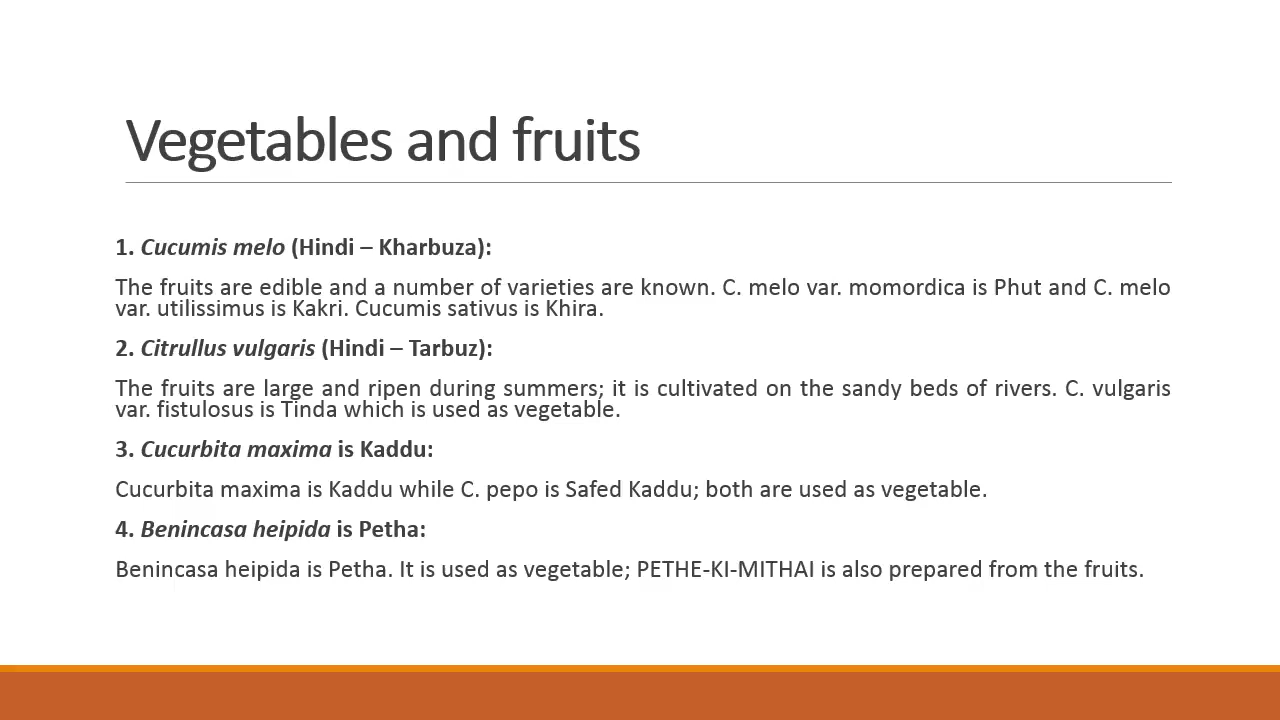 Vegetables and fruits
1. Cucumis melo (Hindi – Kharbuza):
The fruits are edible and a number of varieties are known. C. melo var. momordica is Phut and C. melo
var. utilissimus is Kakri. Cucumis sativus is Khira.
2. Citrullus vulgaris (Hindi – Tarbuz):
The fruits are large and ripen during summers; it is cultivated on the sandy beds of rivers. C. vulgaris
var. fistulosus is Tinda which is used as vegetable.
3. Cucurbita maxima is Kaddu:
Cucurbita maxima is Kaddu while C. pepo is Safed Kaddu; both are used as vegetable.
4. Benincasa heipida is Petha:
Benincasa heipida is Petha. It is used as vegetable; PETHE-KI-MITHAI is also prepared from the fruits.